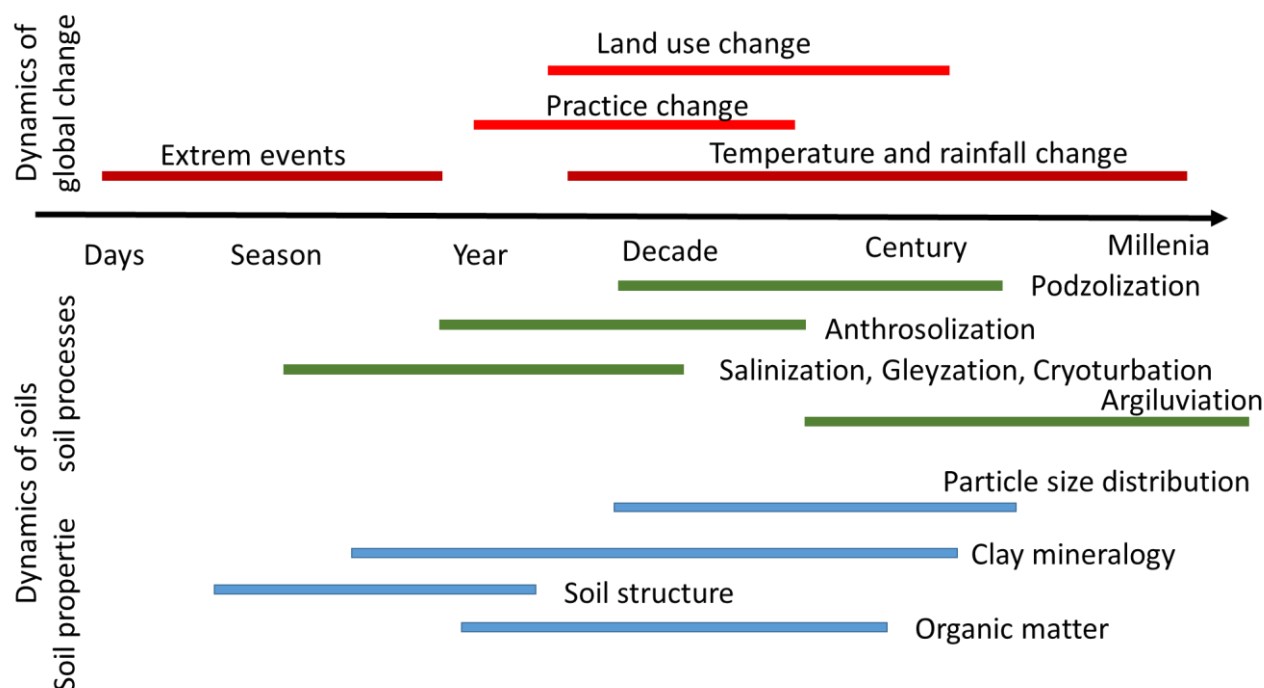 Dynamics of
global change
Land use change
Practice change
Extrem events
Temperature and rainfall change
Days
Season
Year
Decade
Century
Millenia
Dynamics of soils
soil processes
Podzolization
Anthrosolization
Salinization, Gleyzation, Cryoturbation
Argiluviation
Soil propertie
Particle size distribution
Clay mineralogy
Soil structure
Organic matter